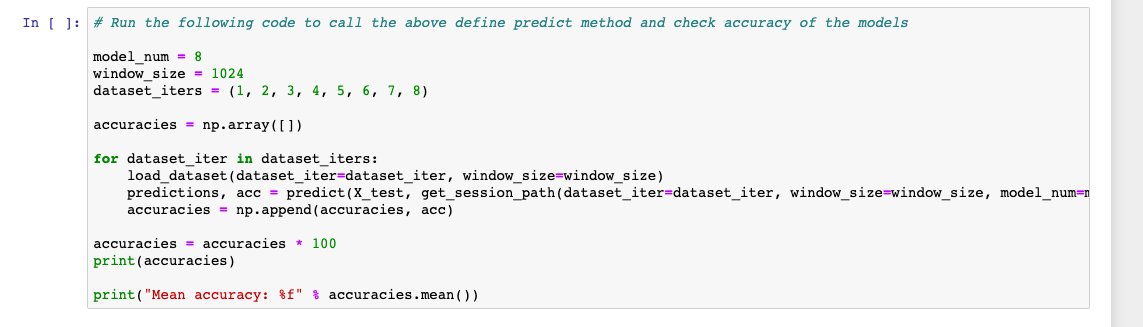 In [ ]: # Run the following code to call the above define predict method and check accuracy of the models
model_num = 8
window_size = 1024
dataset_iters = (1, 2, 3, 4, 5, 6, 7, 8)
accuracies = np.array([])
for dataset_iter in dataset_iters:
    load_dataset(dataset_iter=dataset_iter, window_size=window_size)
    predictions, acc = predict(X_test, get_session_path(dataset_iter=dataset_iter, window_size=window_size, model_num=
    accuracies = np.append(accuracies, acc)
accuracies = accuracies * 100
print(accuracies)
print("Mean accuracy: %f" % accuracies.mean())